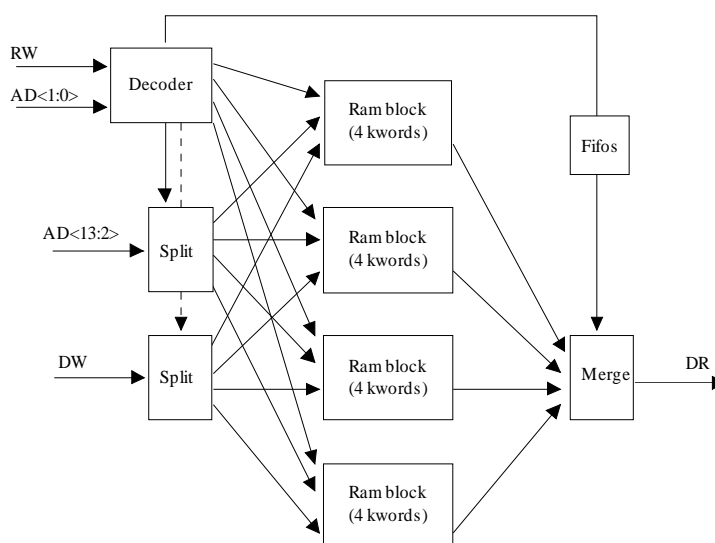 RW
Decoder
AD<1:0>
Ram block
(4 kwords)
Fifos
AD<13:2>
Split
Ram block
(4 kwords)
DW
Split
Ram block
(4 kwords)
Merge
DR
Ram block
(4 kwords)